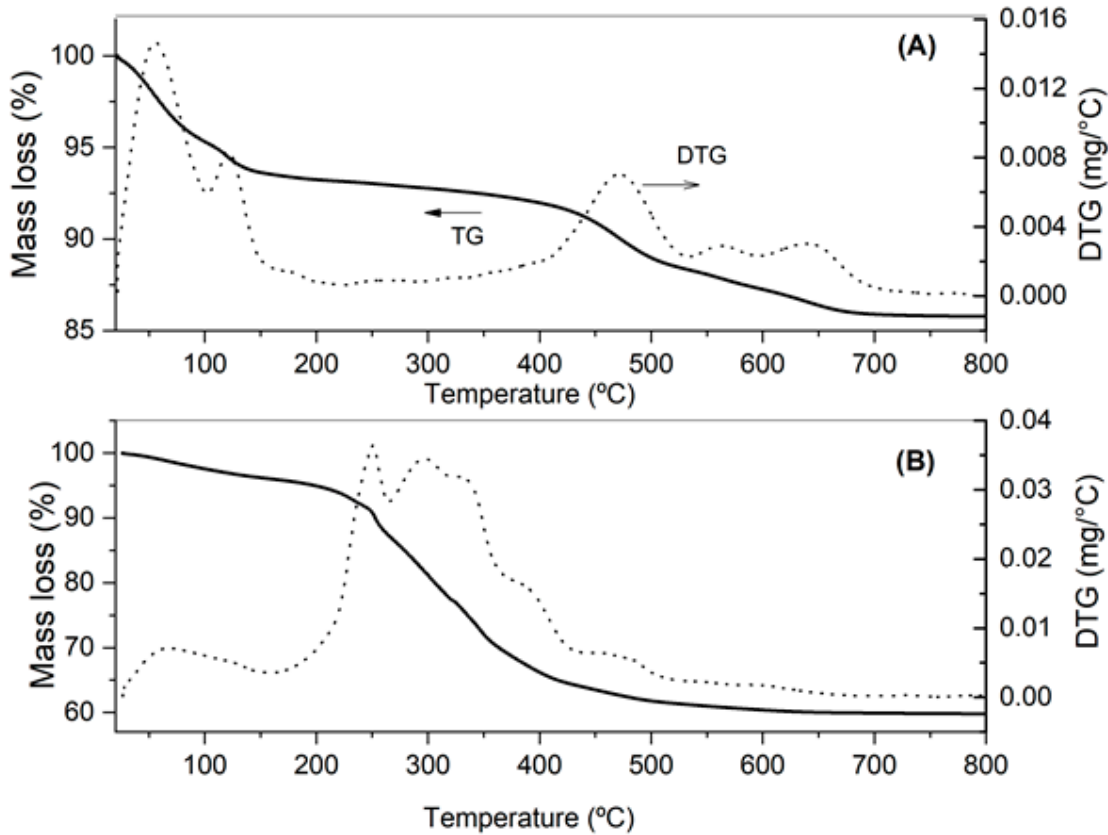 (A)
Mass loss (%)
100
95
90
85
0.016
0.012
0.008
0.004
0.000
DTG (mg/°C)
DTG
TG
100 200 300 400 500 600 700 800
Temperature (ºC)
(B)
Mass loss (%)
100
90
80
70
60
0.04
0.03
0.02
0.01
0.00
DTG (mg/°C)
100 200 300 400 500 600 700 800
Temperature (ºC)